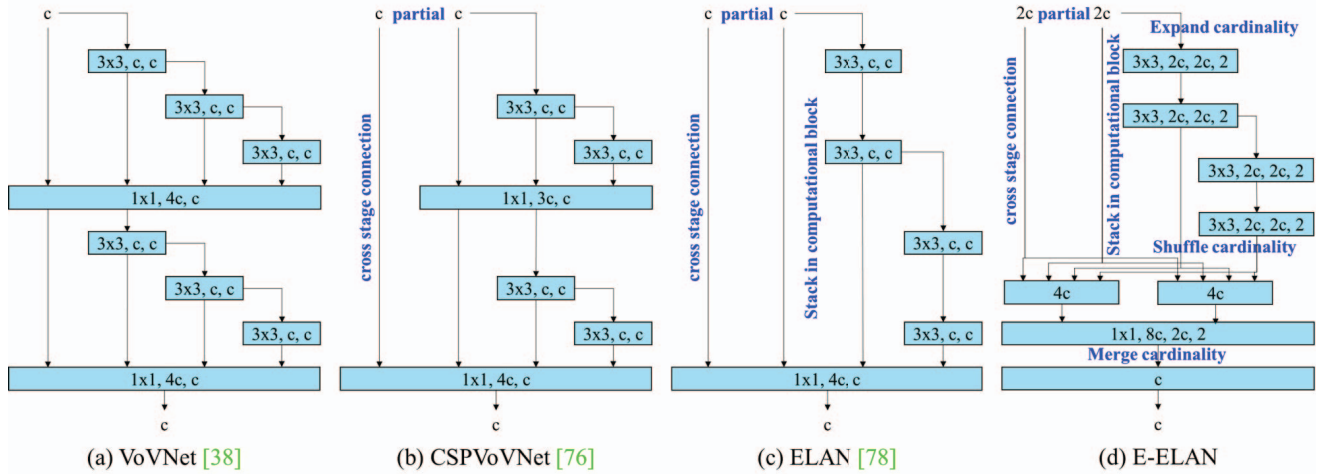 c
3x3, c, c
3x3, c, c
3x3, c, c
1x1, 4c, c
3x3, c, c
3x3, c, c
3x3, c, c
1x1, 4c, c
c
(a) VoVNet [38]
c partial c
cross stage connection
3x3, c, c
3x3, c, c
1x1, 3c, c
3x3, c, c
3x3, c, c
1x1, 4c, c
c
(b) CSPVoVNet [76]
c partial c
cross stage connection
Stack in computational block
3x3, c, c
3x3, c, c
3x3, c, c
3x3, c, c
1x1, 4c, c
c
(c) ELAN [78]
2c partial 2c
Expand cardinality
cross stage connection
Stack in computational block
3x3, 2c, 2c, 2
3x3, 2c, 2c, 2
3x3, 2c, 2c, 2
3x3, 2c, 2c, 2
Shuffle cardinality
4c
4c
1x1, 8c, 2c, 2
Merge cardinality
c
c
(d) E-ELAN